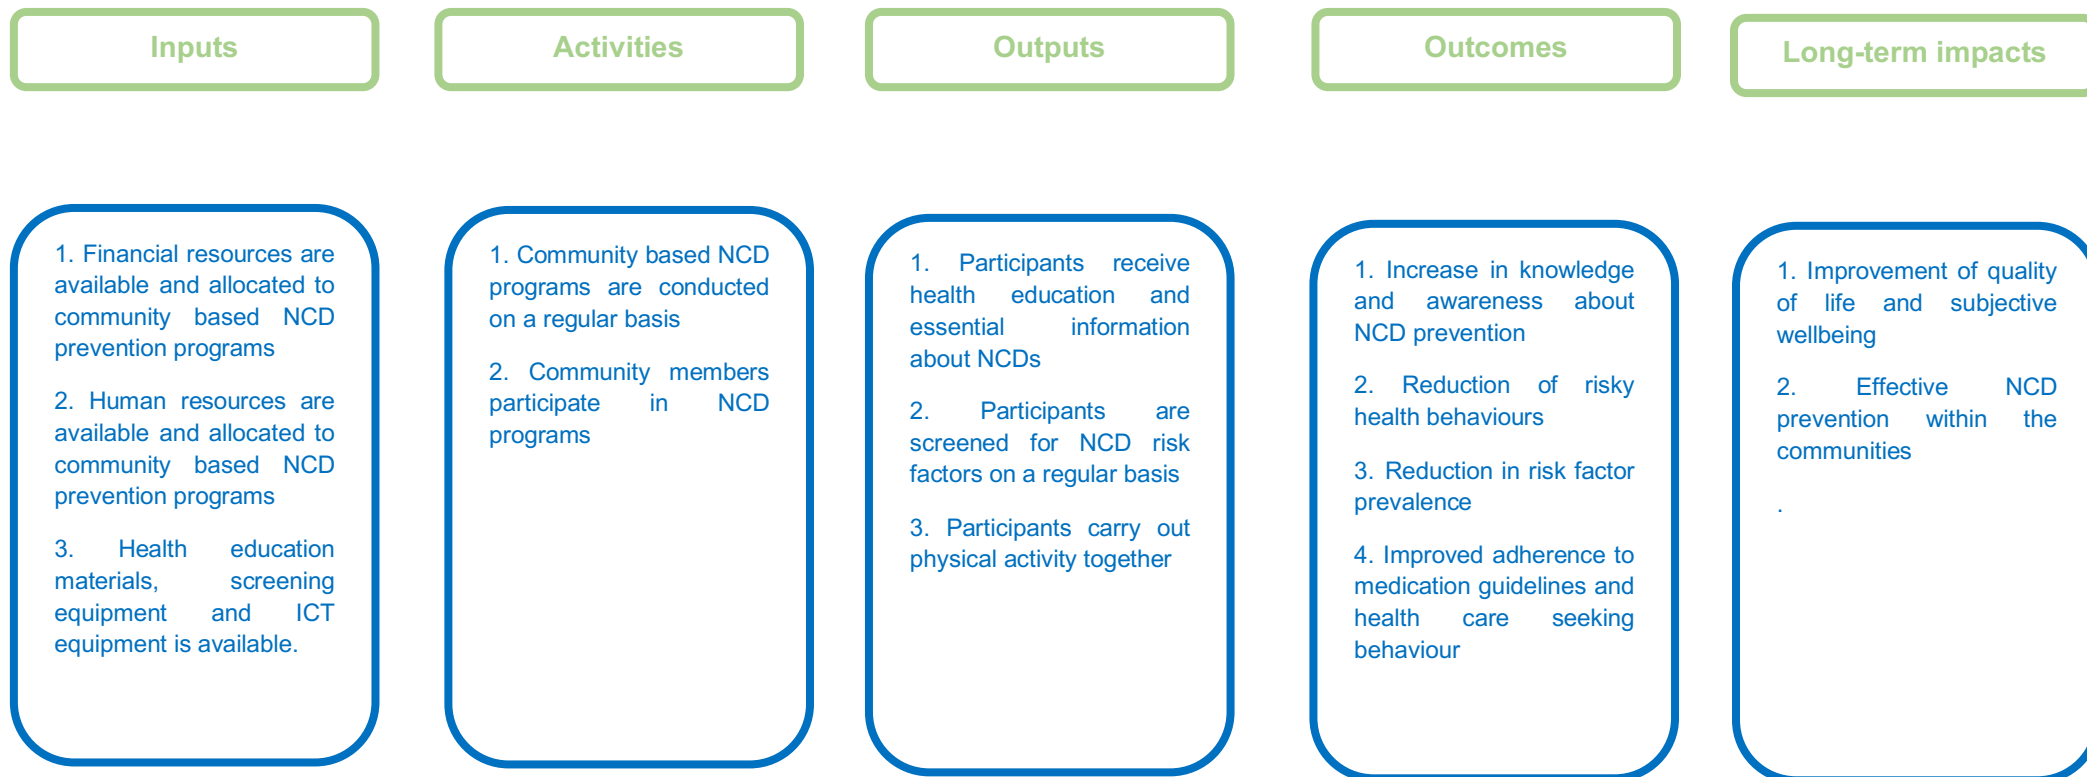 Inputs
Activities
Outputs
Outcomes
Long-term impacts
1. Financial resources are
available and allocated to
community based NCD
prevention programs
2. Human resources are
available and allocated to
community based NCD
prevention programs
3. Health education
materials, screening
equipment and ICT
equipment is available.
1. Community based NCD
programs are conducted
on a regular basis
2. Community members
participate in NCD
programs
1. Participants receive
health education and
essential information
about NCDs
2. Participants are
screened for NCD risk
factors on a regular basis
3. Participants carry out
physical activity together
1. Increase in knowledge
and awareness about
NCD prevention
2. Reduction of risky
health behaviours
3. Reduction in risk factor
prevalence
4. Improved adherence to
medication guidelines and
health care seeking
behaviour
1. Improvement of quality
of life and subjective
wellbeing
2. Effective NCD
prevention within the
communities
.